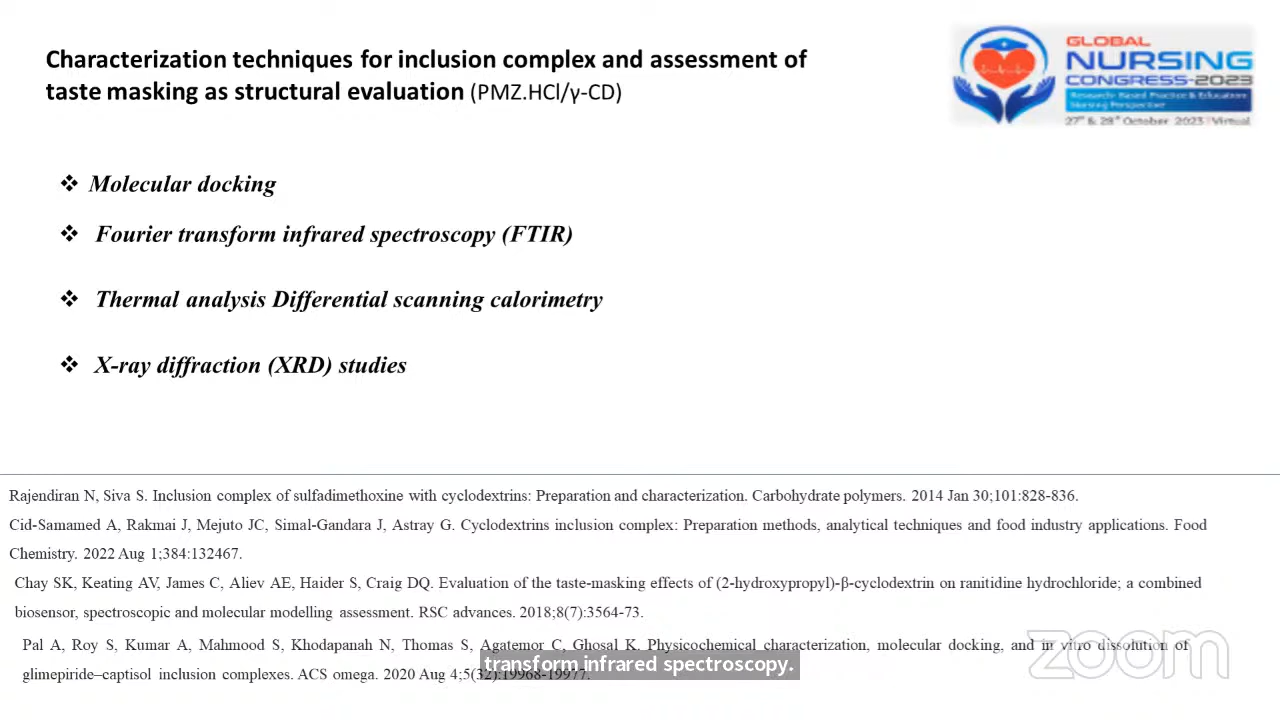 Characterization techniques for inclusion complex and assessment of
taste masking as structural evaluation (PMZ.HCl/γ-CD)
GLOBAL
NURSING
CONGRESS-2023
Research- Based Practice & Education:
Nursing Perspective
27th & 28th October 2023 | Virtual
❖ Molecular docking
❖ Fourier transform infrared spectroscopy (FTIR)
❖ Thermal analysis Differential scanning calorimetry
❖ X-ray diffraction (XRD) studies
Rajendiran N, Siva S. Inclusion complex of sulfadimethoxine with cyclodextrins: Preparation and characterization. Carbohydrate polymers. 2014 Jan 30;101:828-836.
Cid-Samamed A, Rakmai J, Mejuto JC, Simal-Gandara J, Astray G. Cyclodextrins inclusion complex: Preparation methods, analytical techniques and food industry applications. Food
Chemistry. 2022 Aug 1;384:132467.
Chay SK, Keating AV, James C, Aliev AE, Haider S, Craig DQ. Evaluation of the taste-masking effects of (2-hydroxypropyl)-β-cyclodextrin on ranitidine hydrochloride; a combined
biosensor, spectroscopic and molecular modelling assessment. RSC advances. 2018;8(7):3564-73.
Pal A, Roy S, Kumar A, Mahmood S, Khodapanah N, Thomas S, Agatemor C, Ghosal K. Physicochemical characterization, molecular docking, and in vitro dissolution of
glimepiride–captisol inclusion complexes. ACS omega. 2020 Aug 4;5(32):19968-19977.
transform infrared spectroscopy.
zoom